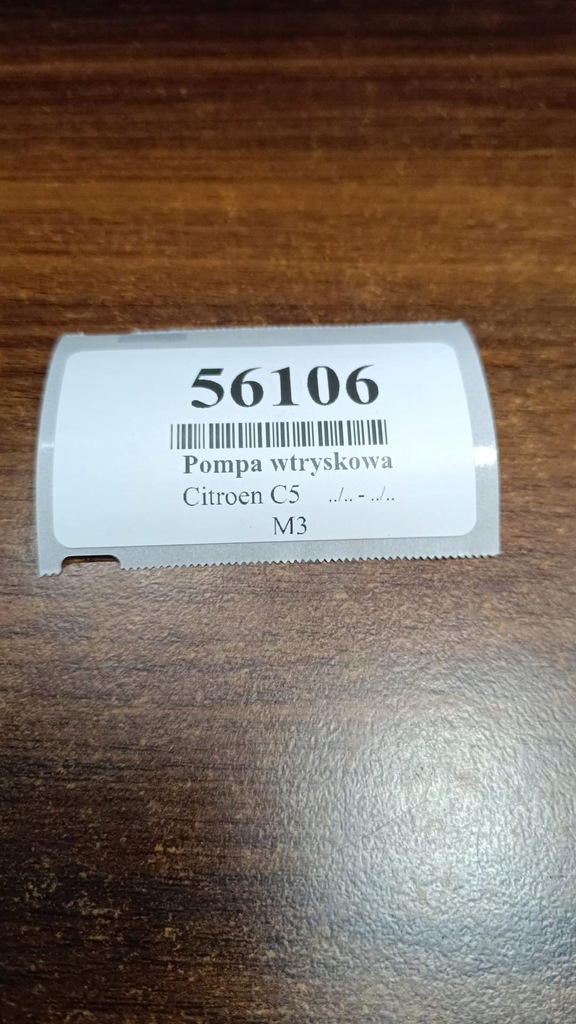 56106
Pompa wtryskowa
Citroen C5 ../.. - ../..
M3